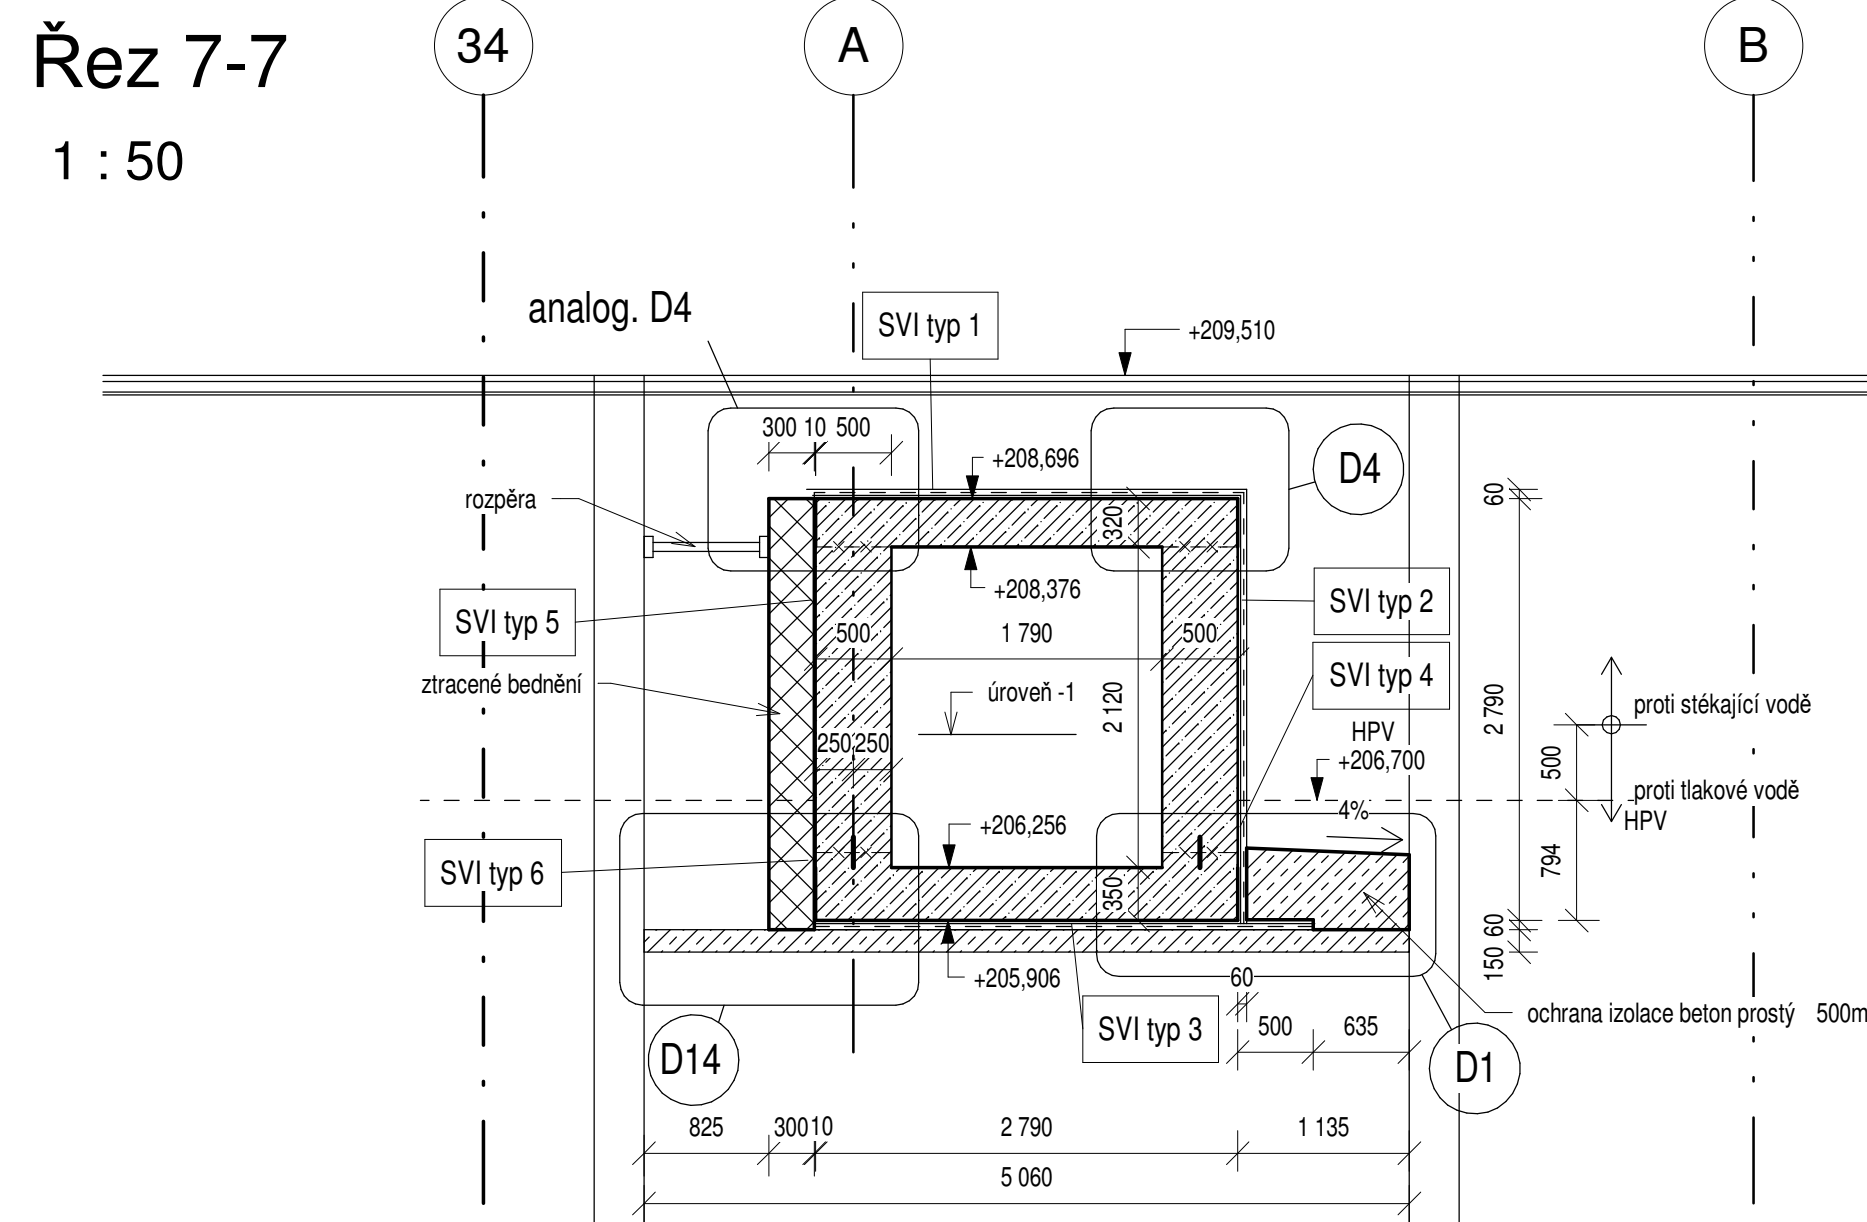 Řez 7-7
34
A
B
1 : 50
analog. D4
SVI typ 1
+209,510
300 10 500
+208,696
D4
rozpěra
60
320
+208,376
SVI typ 5
SVI typ 2
500
1 790
500
SVI typ 4
ztracené bednění
úroveň -1
2 120
2 790
proti stékající vodě
250 250
HPV
+206,700
500
proti tlakové vodě
HPV
4%
+206,256
SVI typ 6
350
794
60
150
+205,906
60
ochrana izolace beton prostý 500m
SVI typ 3
500
635
D14
D1
825
300 10
2 790
1 135
5 060